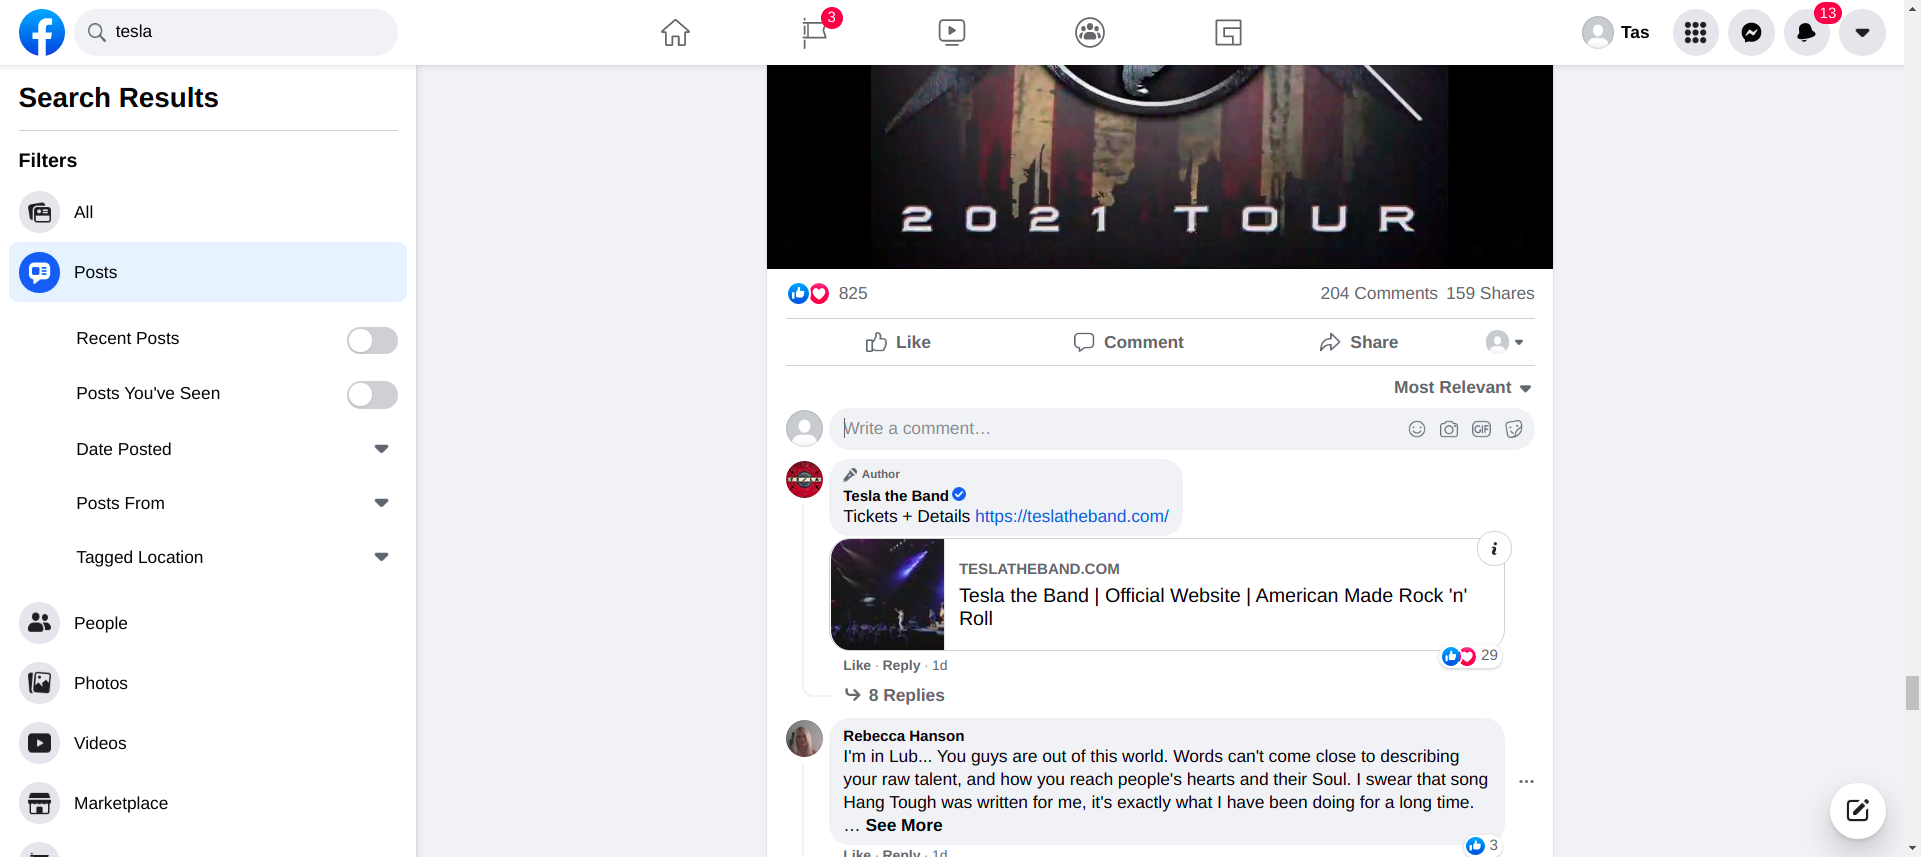 tesla
3
Tas
13
Search Results
Filters
All
Posts
Recent Posts
Posts You've Seen
Date Posted
Posts From
Tagged Location
People
Photos
Videos
Marketplace
2021 TOUR
825
204 Comments 159 Shares
Like
Comment
Share
Most Relevant
Write a comment…
GIF
Author
Tesla the Band
Tickets + Details https://teslatheband.com/
TESLATHEBAND.COM
Tesla the Band | Official Website | American Made Rock 'n'
Roll
29
Like · Reply · 1d
8 Replies
Rebecca Hanson
I'm in Lub... You guys are out of this world. Words can't come close to describing
your raw talent, and how you reach people's hearts and their Soul. I swear that song
Hang Tough was written for me, it's exactly what I have been doing for a long time.
… See More
3
Like · Reply · 1d